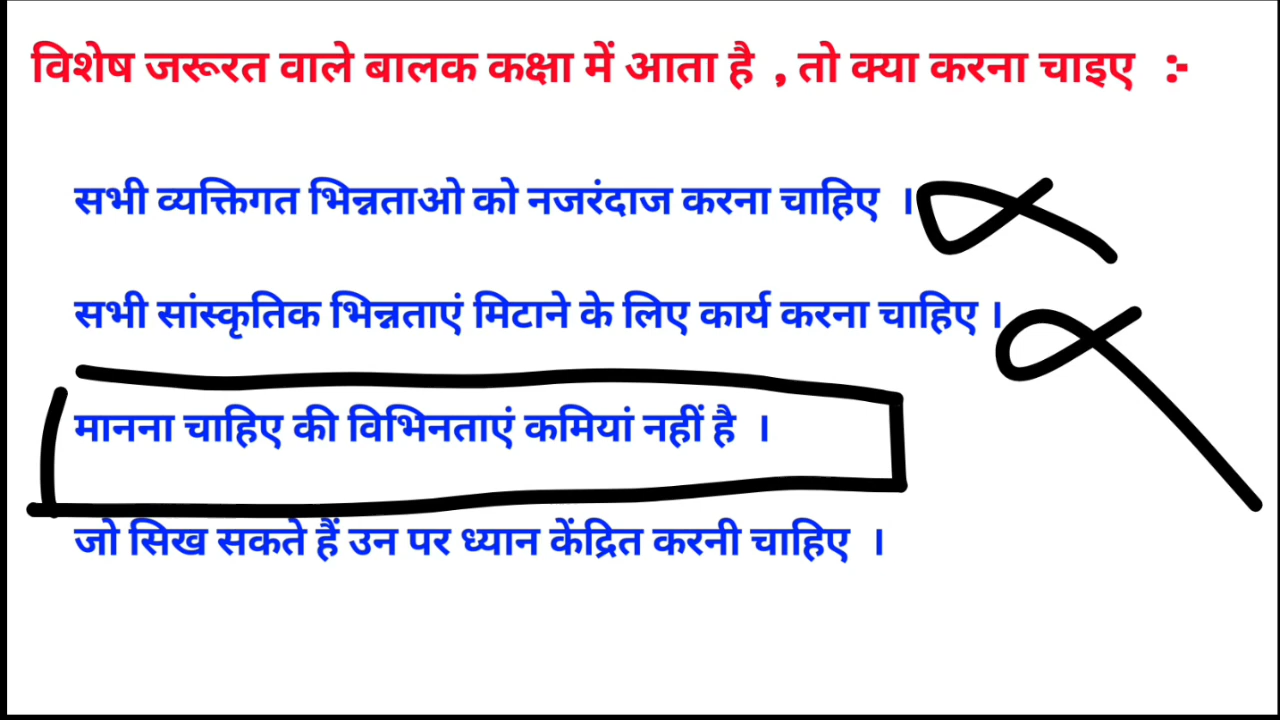 विशेष जरूरत वाले बालक कक्षा में आता है , तो क्या करना चाइए :-
सभी व्यक्तिगत भिन्नताओ को नजरंदाज करना चाहिए ।
सभी सांस्कृतिक भिन्नताएं मिटाने के लिए कार्य करना चाहिए ।
मानना चाहिए की विभिनताएं कमियां नहीं है ।
जो सिख सकते हैं उन पर ध्यान केंद्रित करनी चाहिए ।